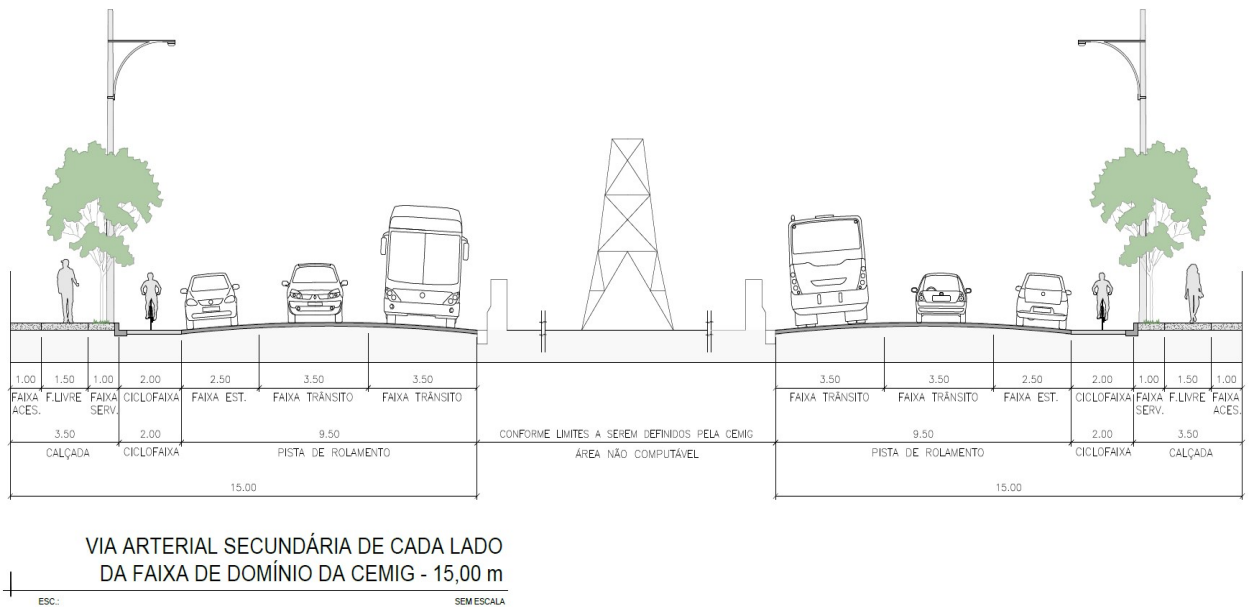 1.00 1.50 1.00 2.00 2.50 3.50 3.50 3.50 3.50 2.50 2.00 1.00 1.50 1.00
FAIXA F.LIVRE FAIXA CICLOFAIXA FAIXA EST. FAIXA TRÂNSITO FAIXA TRÂNSITO FAIXA TRÂNSITO FAIXA TRÂNSITO FAIXA EST. CICLOFAIXA FAIXA F.LIVRE FAIXA
ACES. SERV. SERV. ACES.
3.50 2.00 9.50 CONFORME LIMITES A SEREM DEFINIDOS PELA CEMIG 9.50 2.00 3.50
CALÇADA CICLOFAIXA PISTA DE ROLAMENTO ÁREA NÃO COMPUTÁVEL PISTA DE ROLAMENTO CICLOFAIXA CALÇADA
15.00 15.00
VIA ARTERIAL SECUNDÁRIA DE CADA LADO
DA FAIXA DE DOMÍNIO DA CEMIG - 15,00 m
ESC.: SEM ESCALA